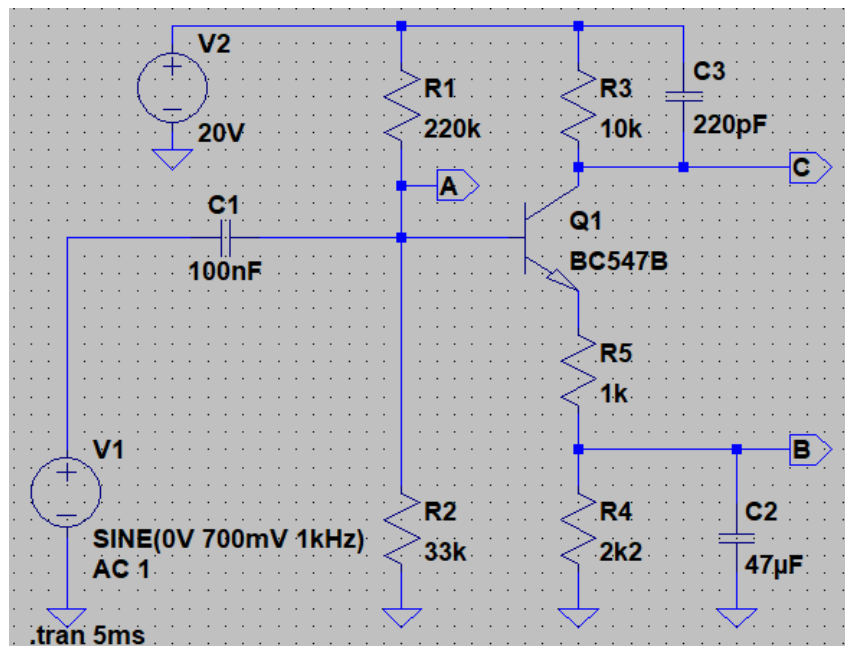 V2
20V
R1
220k
R3
10k
C3
220pF
A
C
C1
100nF
Q1
BC547B
R5
1k
V1
SINE(0V 700mV 1kHz)
AC 1
R2
33k
R4
2k2
B
C2
47µF
.tran 5ms